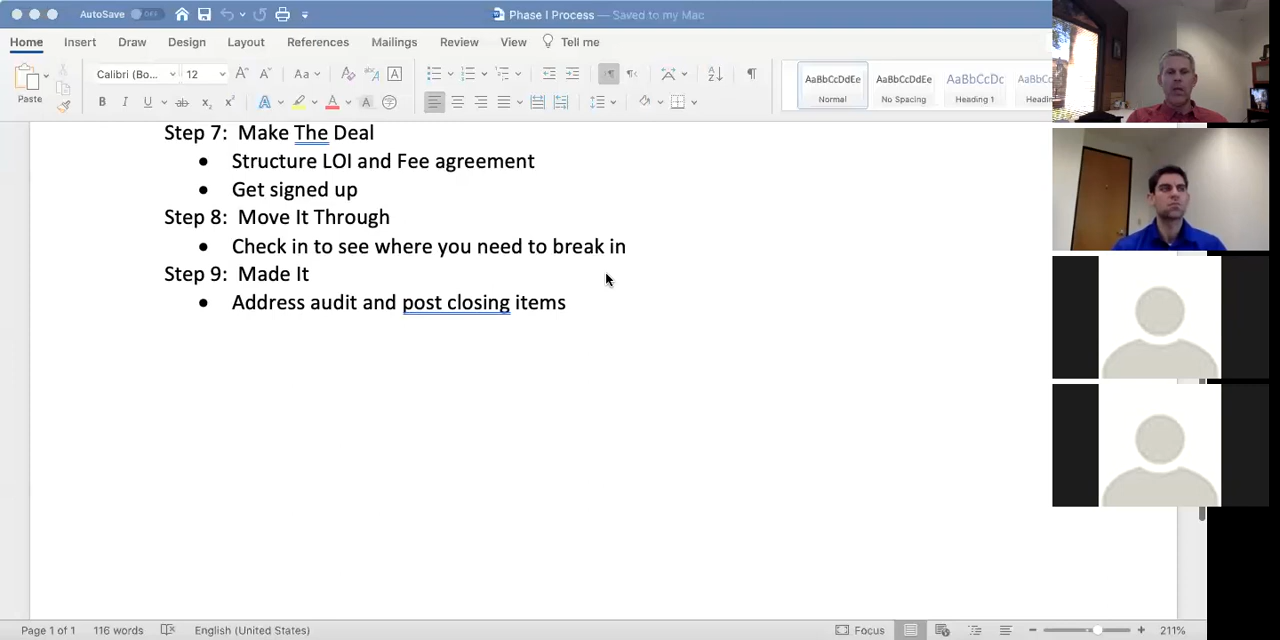 AutoSave OFF
Phase I Process — Saved to my Mac
Home Insert Draw Design Layout References Mailings Review View Tell me
Paste
Calibri (Bo... 12
AaBbCcDdEe Normal
AaBbCcDdEe No Spacing
AaBbCcDc Heading 1
AaBbCcDc Headin
Step 7: Make The Deal
• Structure LOI and Fee agreement
• Get signed up
Step 8: Move It Through
• Check in to see where you need to break in
Step 9: Made It
• Address audit and post closing items
Page 1 of 1 116 words English (United States) Focus 211%